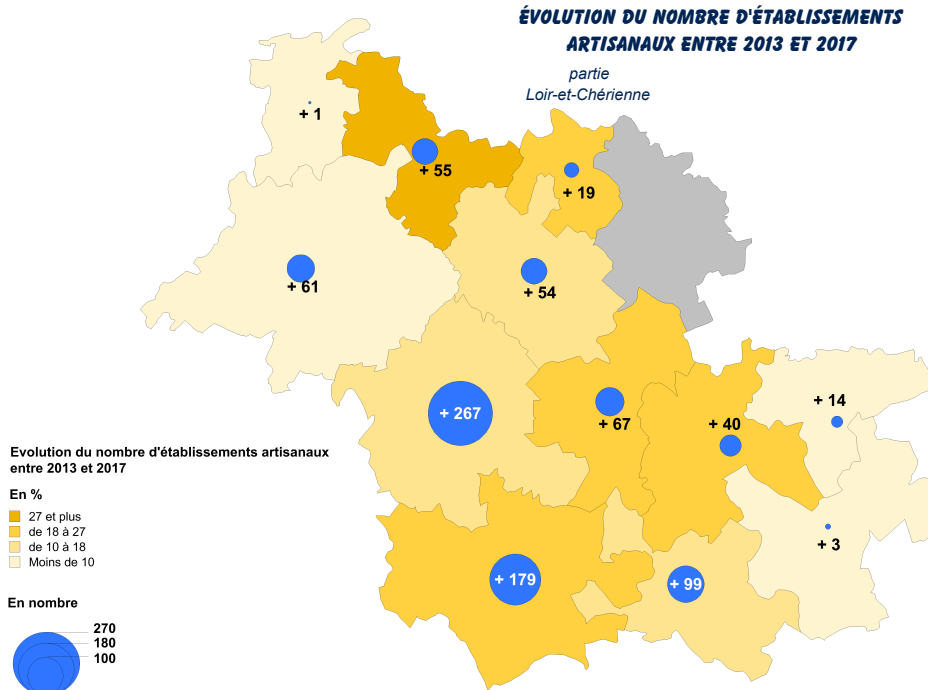 ÉVOLUTION DU NOMBRE D'ÉTABLISSEMENTS
ARTISANAUX ENTRE 2013 ET 2017
partie
Loir-et-Chérienne
+ 1
+ 55
+ 19
+ 61
+ 54
+ 267
+ 67
+ 40
+ 14
+ 3
+ 179
+ 99
Evolution du nombre d'établissements artisanaux
entre 2013 et 2017
En %
27 et plus
de 18 à 27
de 10 à 18
Moins de 10
En nombre
270
180
100